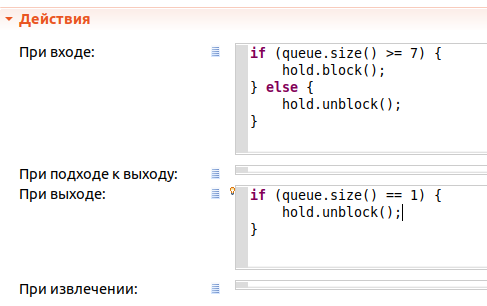 Действия
При входе:
if (queue.size() >= 7) {
    hold.block();
} else {
    hold.unblock();
}
При подходе к выходу:
При выходе:
if (queue.size() == 1) {
    hold.unblock();
}
При извлечении: